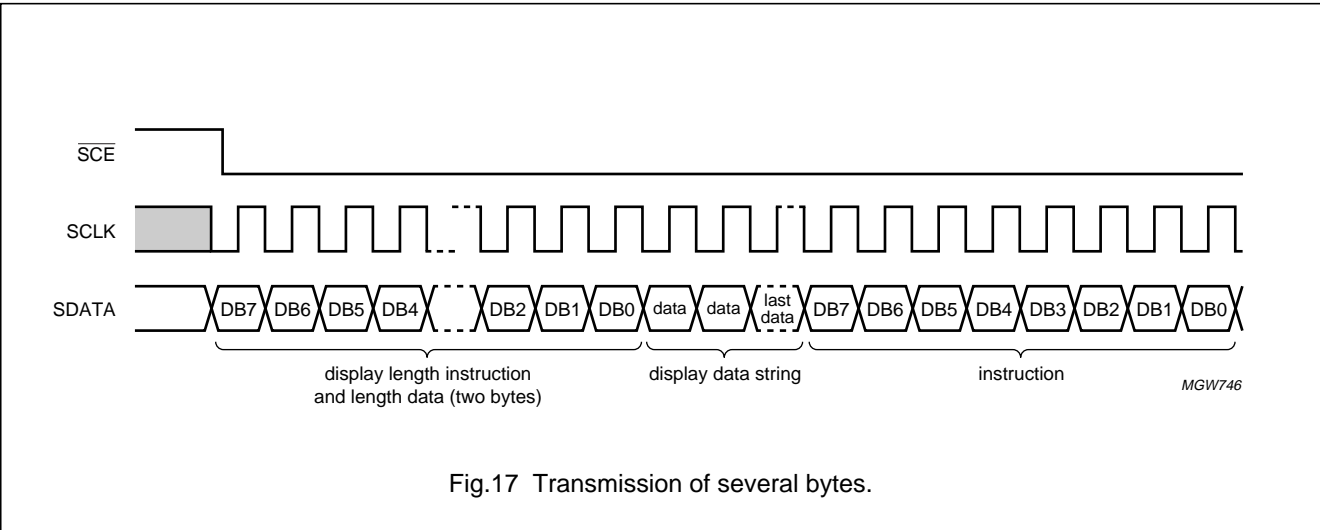 SCE
SCLK
SDATA
DB7 DB6 DB5 DB4 DB2 DB1 DB0 data data last data DB7 DB6 DB5 DB4 DB3 DB2 DB1 DB0
display length instruction
and length data (two bytes)
display data string
instruction
MGW746
Fig.17 Transmission of several bytes.